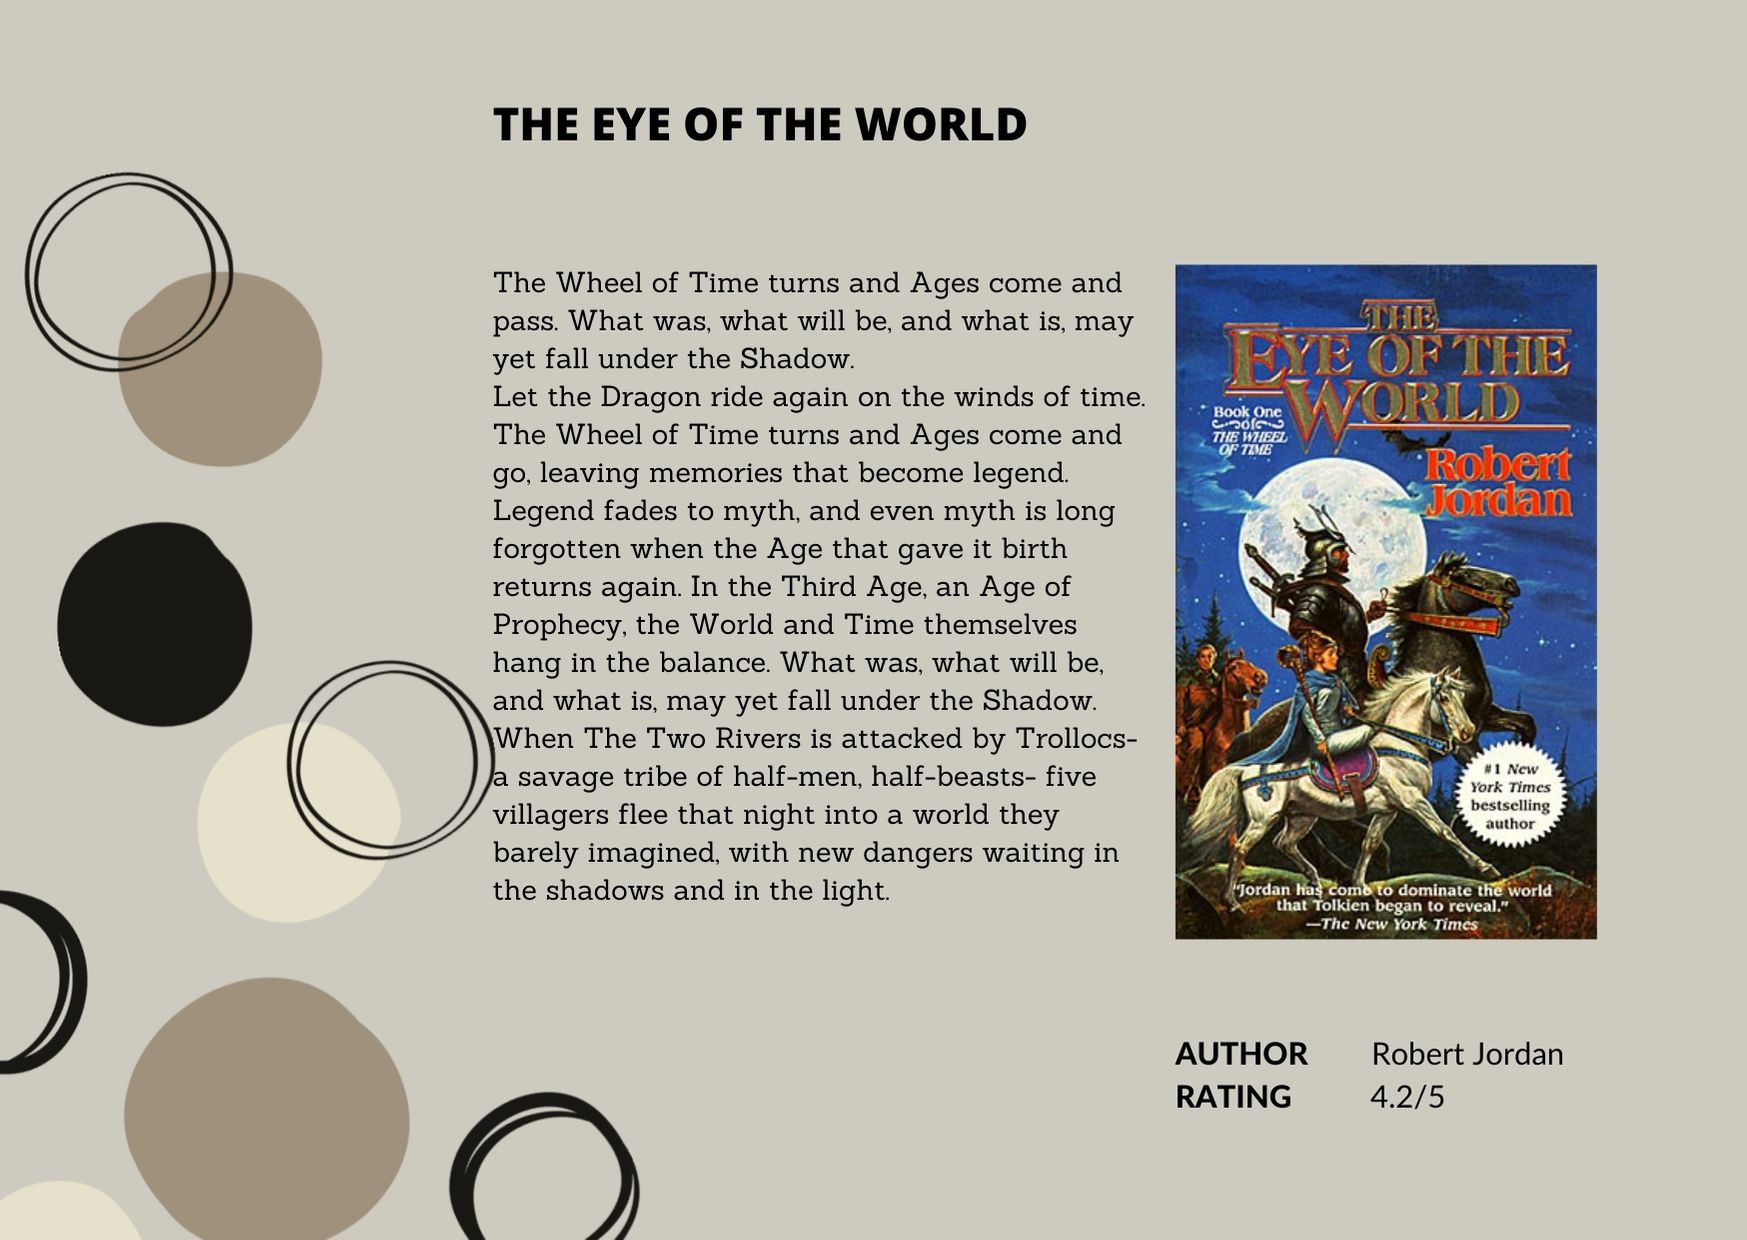 THE EYE OF THE WORLD
The Wheel of Time turns and Ages come and
pass. What was, what will be, and what is, may
yet fall under the Shadow.
Let the Dragon ride again on the winds of time.
The Wheel of Time turns and Ages come and
go, leaving memories that become legend.
Legend fades to myth, and even myth is long
forgotten when the Age that gave it birth
returns again. In the Third Age, an Age of
Prophecy, the World and Time themselves
hang in the balance. What was, what will be,
and what is, may yet fall under the Shadow.
When The Two Rivers is attacked by Trollocs-
a savage tribe of half-men, half-beasts- five
villagers flee that night into a world they
barely imagined, with new dangers waiting in
the shadows and in the light.
THE
EYE OF THE
WORLD
Book One
of
THE WHEEL
OF TIME
Robert
Jordan
#1 New
York Times
bestselling
author
"Jordan has come to dominate the world
that Tolkien began to reveal."
—The New York Times
AUTHOR Robert Jordan
RATING 4.2/5